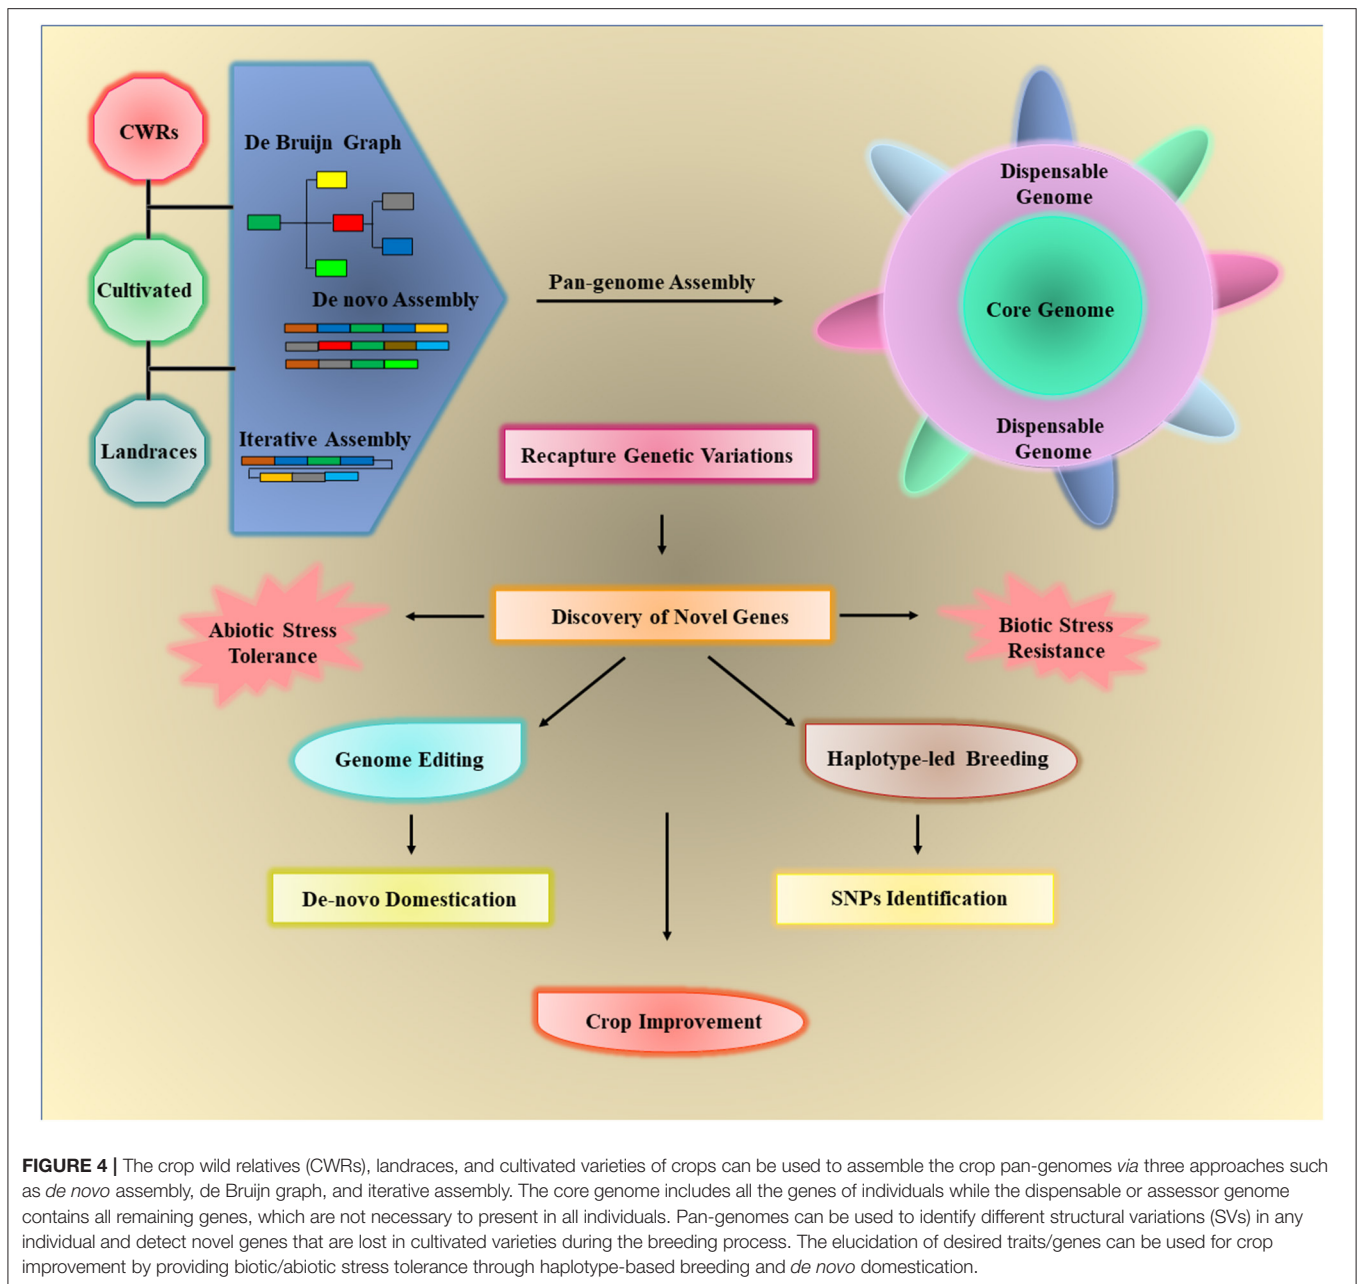 CWRs
Cultivated
Landraces
De Bruijn Graph
De novo Assembly
Iterative Assembly
Pan-genome Assembly
Dispensable
Genome
Core Genome
Dispensable
Genome
Recapture Genetic Variations
Discovery of Novel Genes
Abiotic Stress
Tolerance
Biotic Stress
Resistance
Genome Editing
Haplotype-led Breeding
De-novo Domestication
SNPs Identification
Crop Improvement
FIGURE 4 | The crop wild relatives (CWRs), landraces, and cultivated varieties of crops can be used to assemble the crop pan-genomes via three approaches such
as de novo assembly, de Bruijn graph, and iterative assembly. The core genome includes all the genes of individuals while the dispensable or assessor genome
contains all remaining genes, which are not necessary to present in all individuals. Pan-genomes can be used to identify different structural variations (SVs) in any
individual and detect novel genes that are lost in cultivated varieties during the breeding process. The elucidation of desired traits/genes can be used for crop
improvement by providing biotic/abiotic stress tolerance through haplotype-based breeding and de novo domestication.